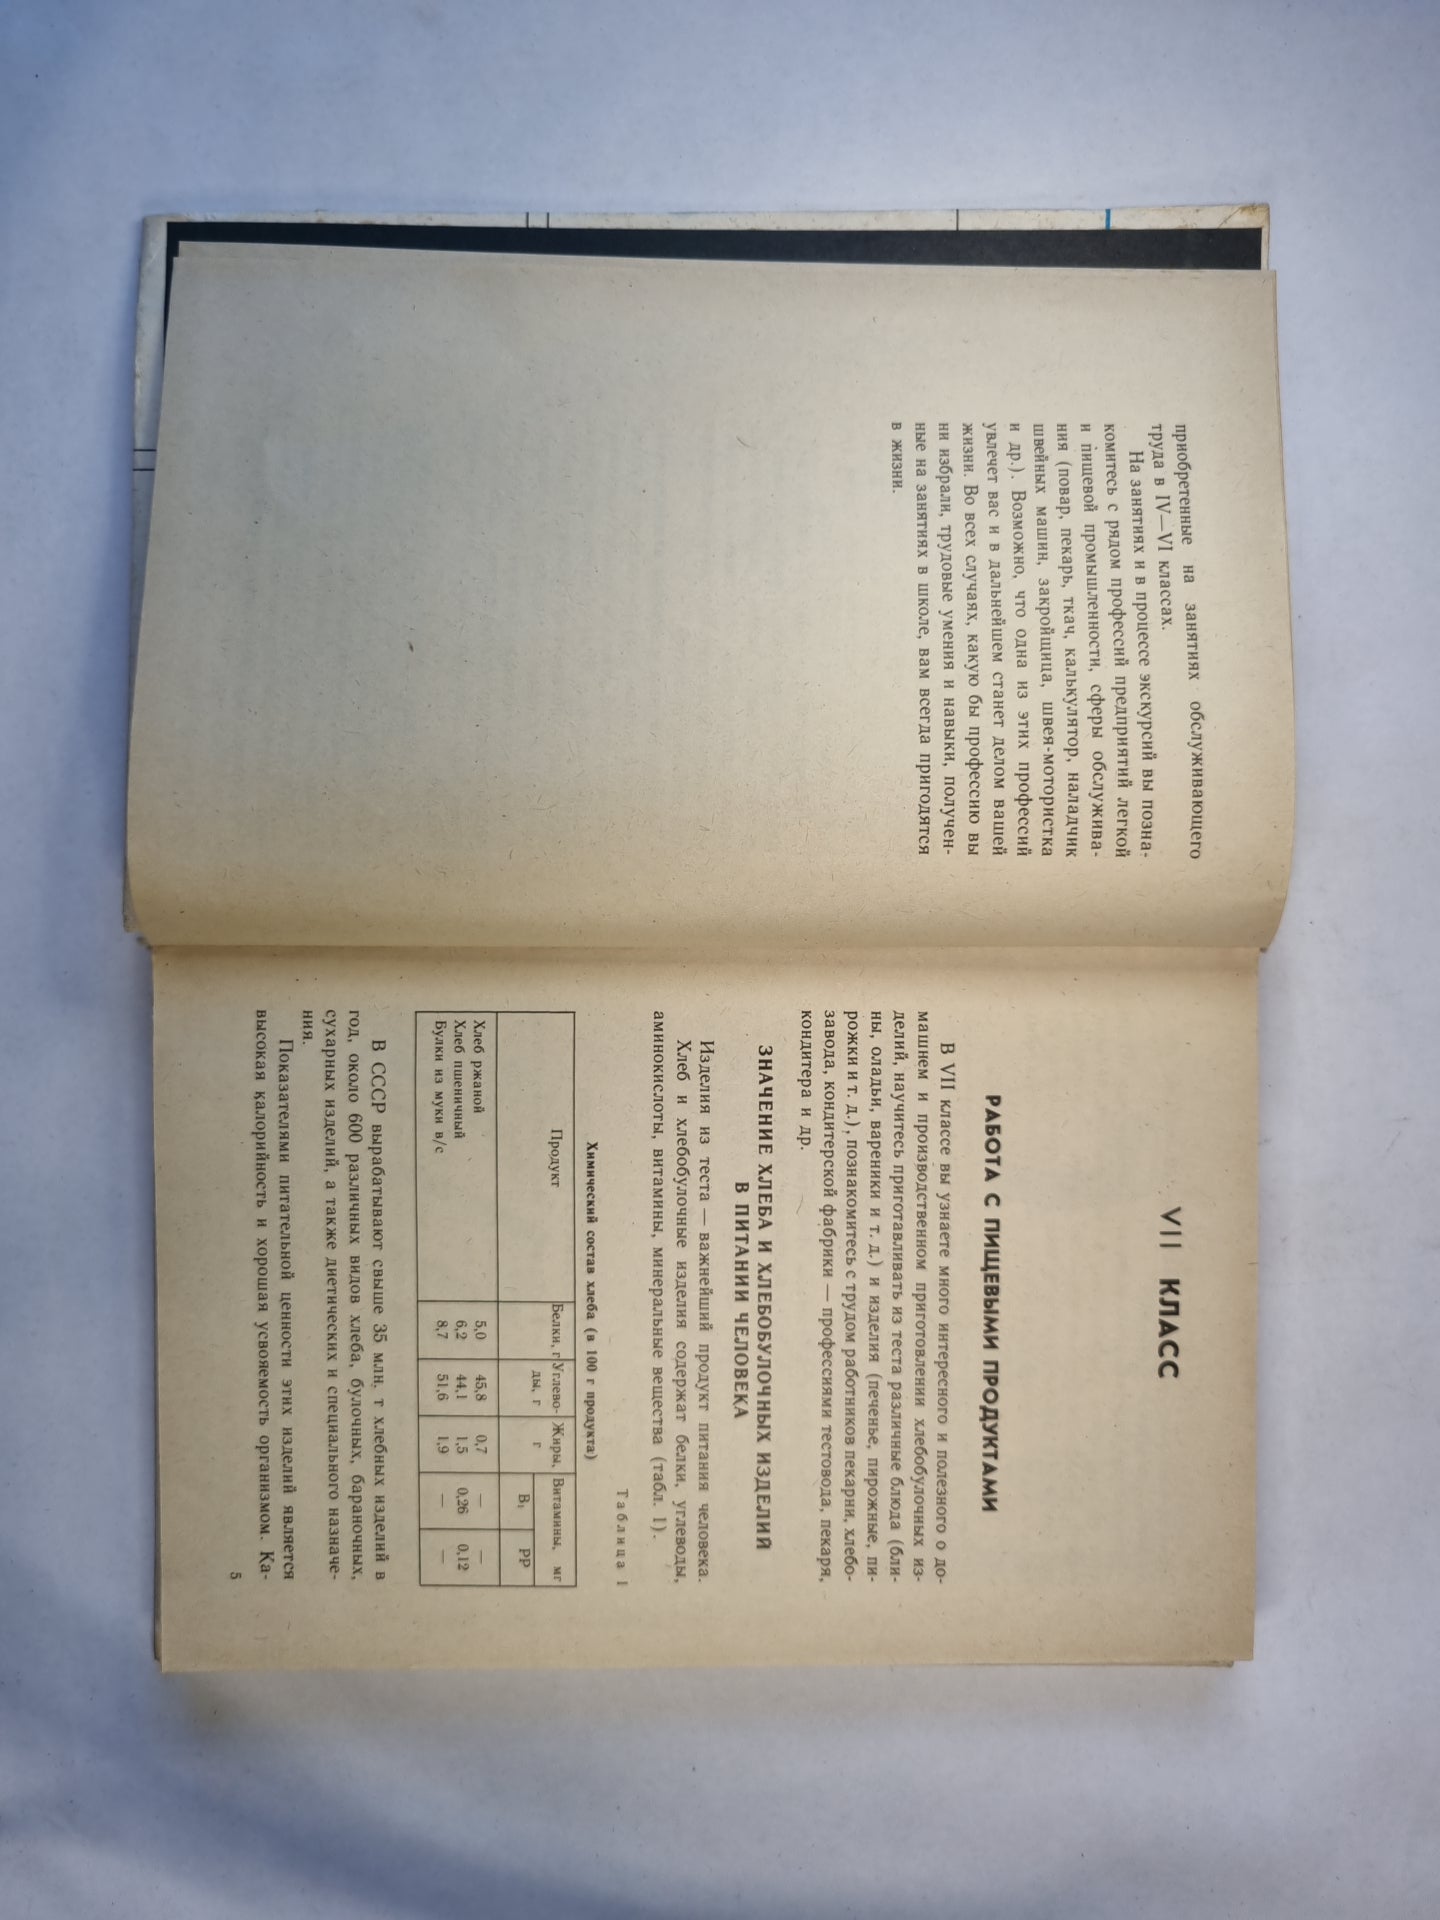 приобретенные на занятиях обслуживающего
труда в IV—VI классах.
На занятиях и в процессе экскурсий вы позна-
комитесь с рядом профессий предприятий легкой
и пищевой промышленности, сферы обслужива-
ния (повар, пекарь, ткач, калькулятор, наладчик
швейных машин, закройщица, швея-мотористка
и др.). Возможно, что одна из этих профессий
увлечет вас и в дальнейшем станет делом вашей
жизни. Во всех случаях, какую бы профессию вы
ни избрали, трудовые умения и навыки, получен-
ные на занятиях в школе, вам всегда пригодятся
в жизни.
VII КЛАСС
РАБОТА С ПИЩЕВЫМИ ПРОДУКТАМИ
В VII классе вы узнаете много интересного и полезного о до-
машнем и производственном приготовлении хлебобулочных из-
делий, научитесь приготавливать из теста различные блюда (бли-
ны, оладьи, вареники и т. д.) и изделия (печенье, пирожные, пи-
рожки и т. д.), познакомитесь с трудом работников пекарни, хлебо-
завода, кондитерской фабрики — профессиями тестовода, пекаря,
кондитера и др.
ЗНАЧЕНИЕ ХЛЕБА И ХЛЕБОБУЛОЧНЫХ ИЗДЕЛИЙ
В ПИТАНИИ ЧЕЛОВЕКА
Изделия из теста — важнейший продукт питания человека.
Хлеб и хлебобулочные изделия содержат белки, углеводы,
аминокислоты, витамины, минеральные вещества (табл. 1).
Таблица 1
Химический состав хлеба (в 100 г продукта)
Продукт Белки, г Углево- Жиры, Витамины, мг
ды, г г
B₁ PP
Хлеб ржаной 5,0 45,8 0,7 — —
Хлеб пшеничный 6,2 44,1 1,5 0,26 0,12
Булки из муки в/с 8,7 51,6 1,9 — —
В СССР вырабатывают свыше 35 млн. т хлебных изделий в
год, около 600 различных видов хлеба, булочных, бараночных,
сухарных изделий, а также диетических и специального назначе-
ния.
Показателями питательной ценности этих изделий является
высокая калорийность и хорошая усвояемость организмом. Ка-
5